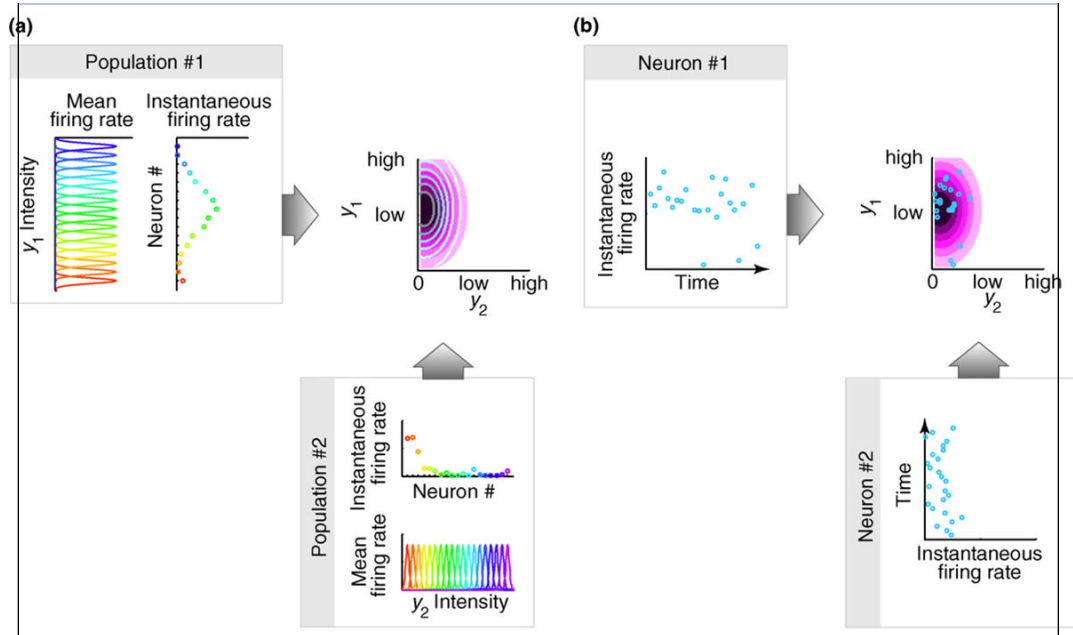 (a)
Population #1
Mean
firing rate
Instantaneous
firing rate
y1 Intensity
Neuron #
high
low
y1
0
low
high
y2
Population #2
Instantaneous
firing rate
Neuron #
Mean
firing rate
y2 Intensity
(b)
Neuron #1
Instantaneous
firing rate
Time
high
low
y1
0
low
high
y2
Neuron #2
Time
Instantaneous
firing rate